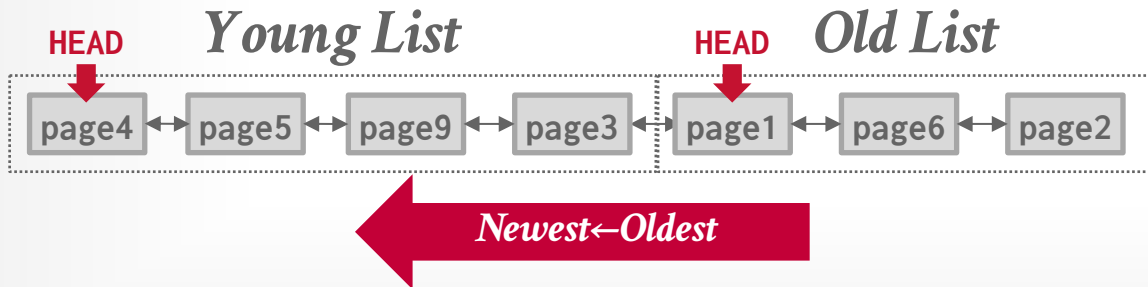 Young List
Old List
HEAD
HEAD
page4
page5
page9
page3
page1
page6
page2
Newest←Oldest